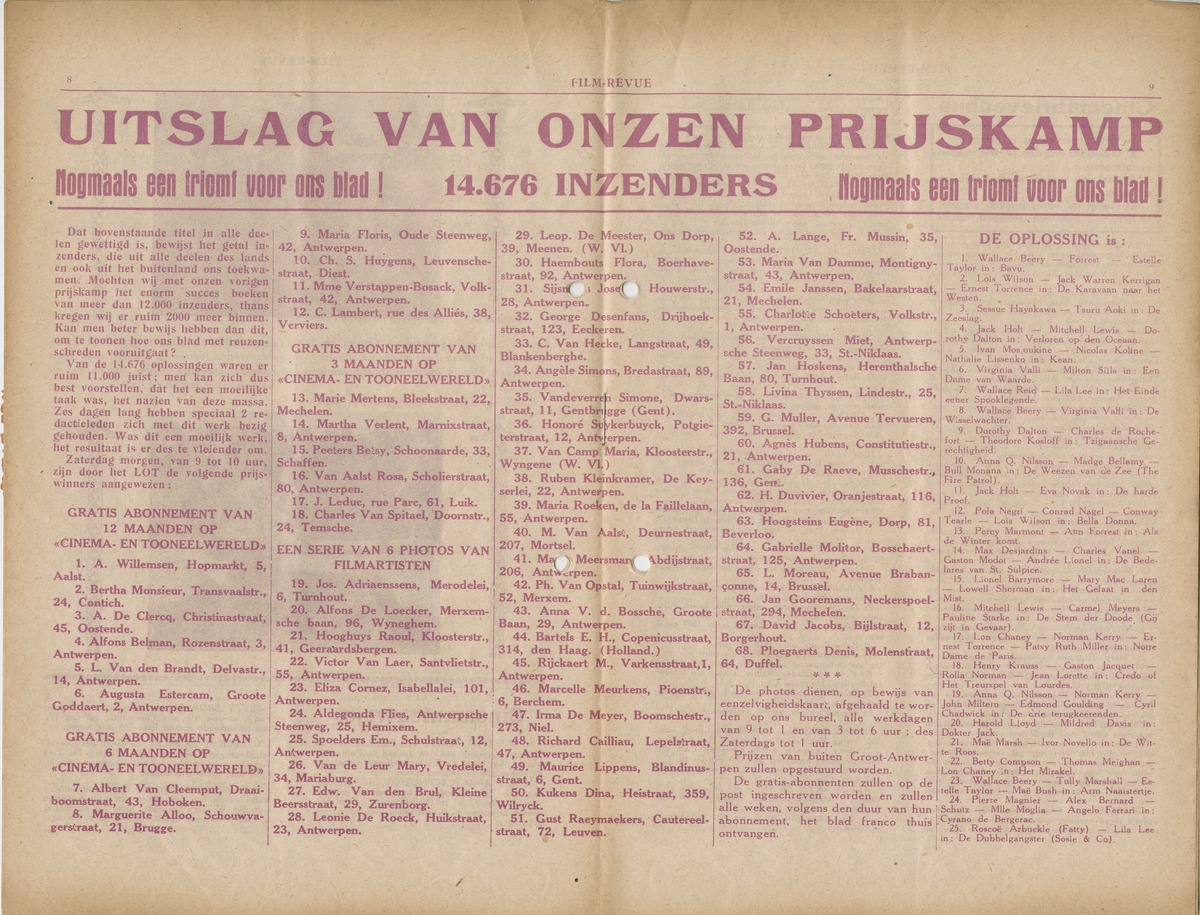 8
FILM-REVUE
9
UITSLAG VAN ONZEN PRIJSKAMP
Nogmaals een triomf voor ons blad !
14.676 INZENDERS
Nogmaals een triomf voor ons blad !
Dat bovenstaande titel in alle dee-
len gewettigd is, bewijst het getal in-
zenders, die uit alle deelen des lands
en ook uit het buitenland ons toekwa-
men. Mochten wij met onzen vorigen
prijskamp het enorm succes boeken
van meer dan 12.000 inzenders, thans
kregen wij er ruim 2000 meer binnen.
Kan men beter bewijs hebben dan dit,
om te toonen hoe ons blad met reuzen-
schreden vooruitgaat ?
Van de 14.676 oplossingen waren er
ruim 11.000 juist; men kan zich dus
best voorstellen, dat het een moeilijke
taak was, het nazien van deze massa.
Zes dagen lang hebben speciaal 2 re-
dactieleden zich met dit werk bezig
gehouden. Was dit een moeilijk werk,
het resultaat is er des te vleiender om.
Zaterdag morgen, van 9 tot 10 uur,
zijn door het LOT de volgende prijs-
winners aangewezen :
GRATIS ABONNEMENT VAN
12 MAANDEN OP
«CINEMA- EN TOONEELWERELD»
1. A. Willemsen, Hopmarkt, 5,
Aalst.
2. Bertha Monsieur, Transvaalstr.,
24, Contich.
3. A. De Clercq, Christinastraat,
45, Oostende.
4. Alfons Belman, Rozenstraat, 3,
Antwerpen.
5. L. Van den Brandt, Delvastr.,
14, Antwerpen.
6. Augusta Estercam, Groote
Goddaert, 2, Antwerpen.
GRATIS ABONNEMENT VAN
6 MAANDEN OP
«CINEMA- EN TOONEELWERELD»
7. Albert Van Cleemput, Draai-
boomstraat, 43, Hoboken.
8. Marguerite Alloo, Schouwva-
gerstraat, 21, Brugge.
9. Maria Floris, Oude Steenweg,
42, Antwerpen.
10. Ch. S. Huygens, Leuvensche-
straat, Diest.
11. Mme Verstappen-Bosack, Volk-
straat, 42, Antwerpen.
12. C. Lambert, rue des Alliés, 38,
Verviers.
GRATIS ABONNEMENT VAN
3 MAANDEN OP
«CINEMA- EN TOONEELWERELD»
13. Marie Mertens, Bleekstraat, 22,
Mechelen.
14. Martha Verlent, Marnixstraat,
8, Antwerpen.
15. Peeters Betsy, Schoonaarde, 33,
Schaffen.
16. Van Aalst Rosa, Scholierstraat,
80, Antwerpen.
17. J. Leduc, rue Parc, 61, Luik.
18. Charles Van Spitael, Doornstr.,
24, Temsche.
EEN SERIE VAN 6 PHOTOS VAN
FILMARTISTEN
19. Jos. Adriaenssens, Merodelei,
6, Turnhout.
20. Alfons De Loecker, Merxem-
sche baan, 96, Wyneghem.
21. Hooghuys Raoul, Kloosterstr.,
41, Geeraardsbergen.
22. Victor Van Laer, Santvlietstr.,
55, Antwerpen.
23. Eliza Cornez, Isabellalei, 101,
Antwerpen.
24. Aldegonda Flies, Antwerpsche
Steenweg, 25, Hemixem.
25. Spoelders Em., Schulstraat, 12,
Antwerpen.
26. Van de Leur Mary, Vredelei,
34, Mariaburg.
27. Edw. Van den Brul, Kleine
Beersstraat, 29, Zurenborg.
28. Leonie De Roeck, Huikstraat,
23, Antwerpen.
29. Leop. De Meester, Ons Dorp,
39, Meenen. (W. Vl.)
30. Haembouts Flora, Boerhave-
straat, 92, Antwerpen.
31. Houwerstr.,
28, Antwerpen.
32. George Desenfans, Drijhoek-
straat, 123, Eeckeren.
33. C. Van Hecke, Langstraat, 49,
Blankenberghe.
34. Angèle Simons, Bredastraat, 89,
Antwerpen.
35. Vandeverren Simone, Dwars-
straat, 11, Gentbrugge (Gent).
36. Honoré Suykerbuyck, Potgie-
terstraat, 12, Antwerpen.
37. Van Camp Maria, Kloosterstr.,
Wyngene (W. Vl.)
38. Ruben Kleinkramer, De Key-
serlei, 22, Antwerpen.
39. Maria Roeken, de la Faillelaan,
55, Antwerpen.
40. M. Van Aalst, Deurnestraat,
207, Mortsel.
41. Meersman Abdijstraat,
206, Antwerpen.
42. Ph. Van Opstal, Tuinwijkstraat,
52, Merxem.
43. Anna V. d. Bossche, Groote
Baan, 29, Antwerpen.
44. Bartels E. H., Copenicusstraat,
314, den Haag. (Holland.)
45. Rijckaert M., Varkensstraat,1,
Antwerpen.
46. Marcelle Meurkens, Pioenstr.,
6, Berchem.
47. Irma De Meyer, Boomschestr.,
273, Niel.
48. Richard Cailliau, Lepelstraat,
47, Antwerpen.
49. Maurice Lippens, Blandinus-
straat, 6, Gent.
50. Kukens Dina, Heistraat, 359,
Wilryck.
51. Gust Raeymaekers, Cautereel-
straat, 72, Leuven.
52. A. Lange, Fr. Mussin, 35,
Oostende.
53. Maria Van Damme, Montigny-
straat, 43, Antwerpen.
54. Emile Janssen, Bakelaarstraat,
21, Mechelen.
55. Charlotte Schoeters, Volkstr.,
1, Antwerpen.
56. Vercruyssen Miet, Antwerp-
sche Steenweg, 33, St.-Niklaas.
57. Jan Hoskens, Herenthalsche
Baan, 80, Turnhout.
58. Livina Thyssen, Lindestr., 25,
St.-Niklaas.
59. G. Muller, Avenue Tervueren,
392, Brussel.
60. Agnès Hubens, Constitutiestr.,
21, Antwerpen.
61. Gaby De Raeve, Musschestr.,
136, Gent.
62. H. Duvivier, Oranjestraat, 116,
Antwerpen.
63. Hoogsteins Eugène, Dorp, 81,
Beverloo.
64. Gabrielle Molitor, Bosschaert-
straat, 125, Antwerpen.
65. L. Moreau, Avenue Braban-
çonne, 14, Brussel.
66. Jan Gooremans, Neckerspoel-
straat, 294, Mechelen.
67. David Jacobs, Bijlstraat, 12,
Borgerhout.
68. Ploegaerts Denis, Molenstraat,
64, Duffel.
* * *
De photos dienen, op bewijs van
eenzelvigheidskaart, afgehaald te wor-
den op ons bureel, alle werkdagen
van 9 tot 1 en van 3 tot 6 uur ; des
Zaterdags tot 1 uur.
Prijzen van buiten Groot-Antwer-
pen zullen opgestuurd worden.
De gratis-abonnenten zullen op de
post ingeschreven worden en zullen
alle weken, volgens den duur van hun
abonnement, het blad franco thuis
ontvangen.
DE OPLOSSING is :
1. Wallace Beery — Forrest — Estelle
Taylor in : Bavu.
2. Lois Wilson — Jack Warren Kerrigan
— Ernest Torrence in : De Karavaan naar het
Westen.
3. Sessue Hayakawa — Tsuru Aoki in : De
Zeeslag.
4. Jack Holt — Mitchell Lewis — Do-
rothy Dalton in : Verloren op den Oceaan.
5. Ivan Mosjoukine — Nicolas Koline —
Nathalie Lissenko in : Kean.
6. Virginia Valli — Milton Sills in : Een
Dame van Waarde.
7. Wallace Reid — Lila Lee in : Het Einde
eener Spooklegende.
8. Wallace Beery — Virginia Valli in : De
Wisselwachter.
9. Dorothy Dalton — Charles de Roche-
fort — Theodore Kosloff in : Tzigaansche Ge-
rechtigheid.
10. Anna Q. Nilsson — Madge Bellamy —
Bull Monana in : De Weezen van de Zee (The
Fire Patrol).
11. Jack Holt — Eva Novak in : De harde
Proef.
12. Pola Negri — Conrad Nagel — Conway
Tearle — Lois Wilson in : Bella Donna.
13. Percy Marmont — Ann Forrest in : Als
de Winter komt.
14. Max Desjardins — Charles Vanel —
Gaston Modot — Andrée Lionel in : De Bede-
lares van St. Sulpice.
15. Lionel Barrymore — Mary Mac Laren
— Lowell Sherman in : Het Gelaat in den
Mist.
16. Mitchell Lewis — Carmel Meyers —
Pauline Starke in : De Stem der Doode (Gij
zijt in Gevaar).
17. Lon Chaney — Norman Kerry — Er-
nest Torrence — Patsy Ruth Miller in : Notre
Dame de Paris.
18. Henry Krauss — Gaston Jacquet —
Rolla Norman — Jean Lorette in : Credo of
Het Treurspel van Lourdes.
19. Anna Q. Nilsson — Norman Kerry —
John Miltern — Edmond Goulding — Cyril
Chadwick in : De drie terugkeerenden.
20. Harold Lloyd — Mildred Davis in :
Dokter Jack.
21. Maë Marsh — Ivor Novello in : De Wit-
te Roos.
22. Betty Compson — Thomas Meighan —
Lon Chaney in : Het Mirakel.
23. Wallace Beery — Tully Marshall — Es-
telle Taylor — Maë Bush in : Arm Naaistertje.
24. Pierre Magnier — Alex Bernard —
Schutz — Mlle Moglia — Angelo Ferrari in :
Cyrano de Bergerac.
25. Roscoë Arbuckle (Fatty) — Lila Lee
in : De Dubbelgangster (Sosie & Co).